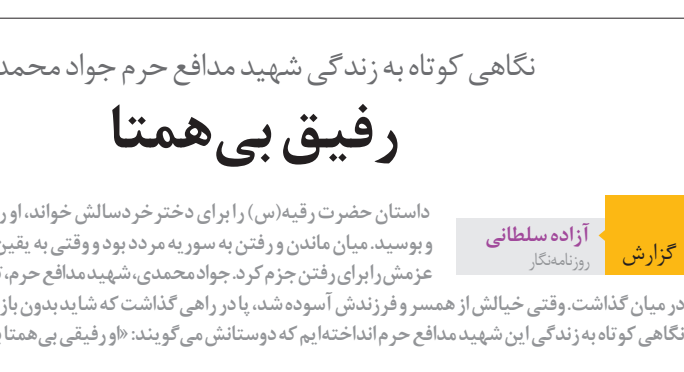 نگاهی کوتاه به زندگی شهید مدافع حرم جواد محمد
رفیق بی‌همتا
گزارش
آزاده سلطانی
روزنامه‌نگار
داستان حضرت رقیه(س) را برای دختر خردسالش خواند، او ر
و بوسید. میان ماندن و رفتن به سوریه مردد بود و وقتی به یقین
عزمش را برای رفتن جزم کرد. جواد محمدی، شهید مدافع حرم،
در میان گذاشت. وقتی خیالش از همسر و فرزندش آسوده شد، پا در راهی گذاشت که شاید بدون باز
نگاهی کوتاه به زندگی این شهید مدافع حرم انداخته‌ایم که دوستانش می‌گویند: «او رفیقی بی‌همتا